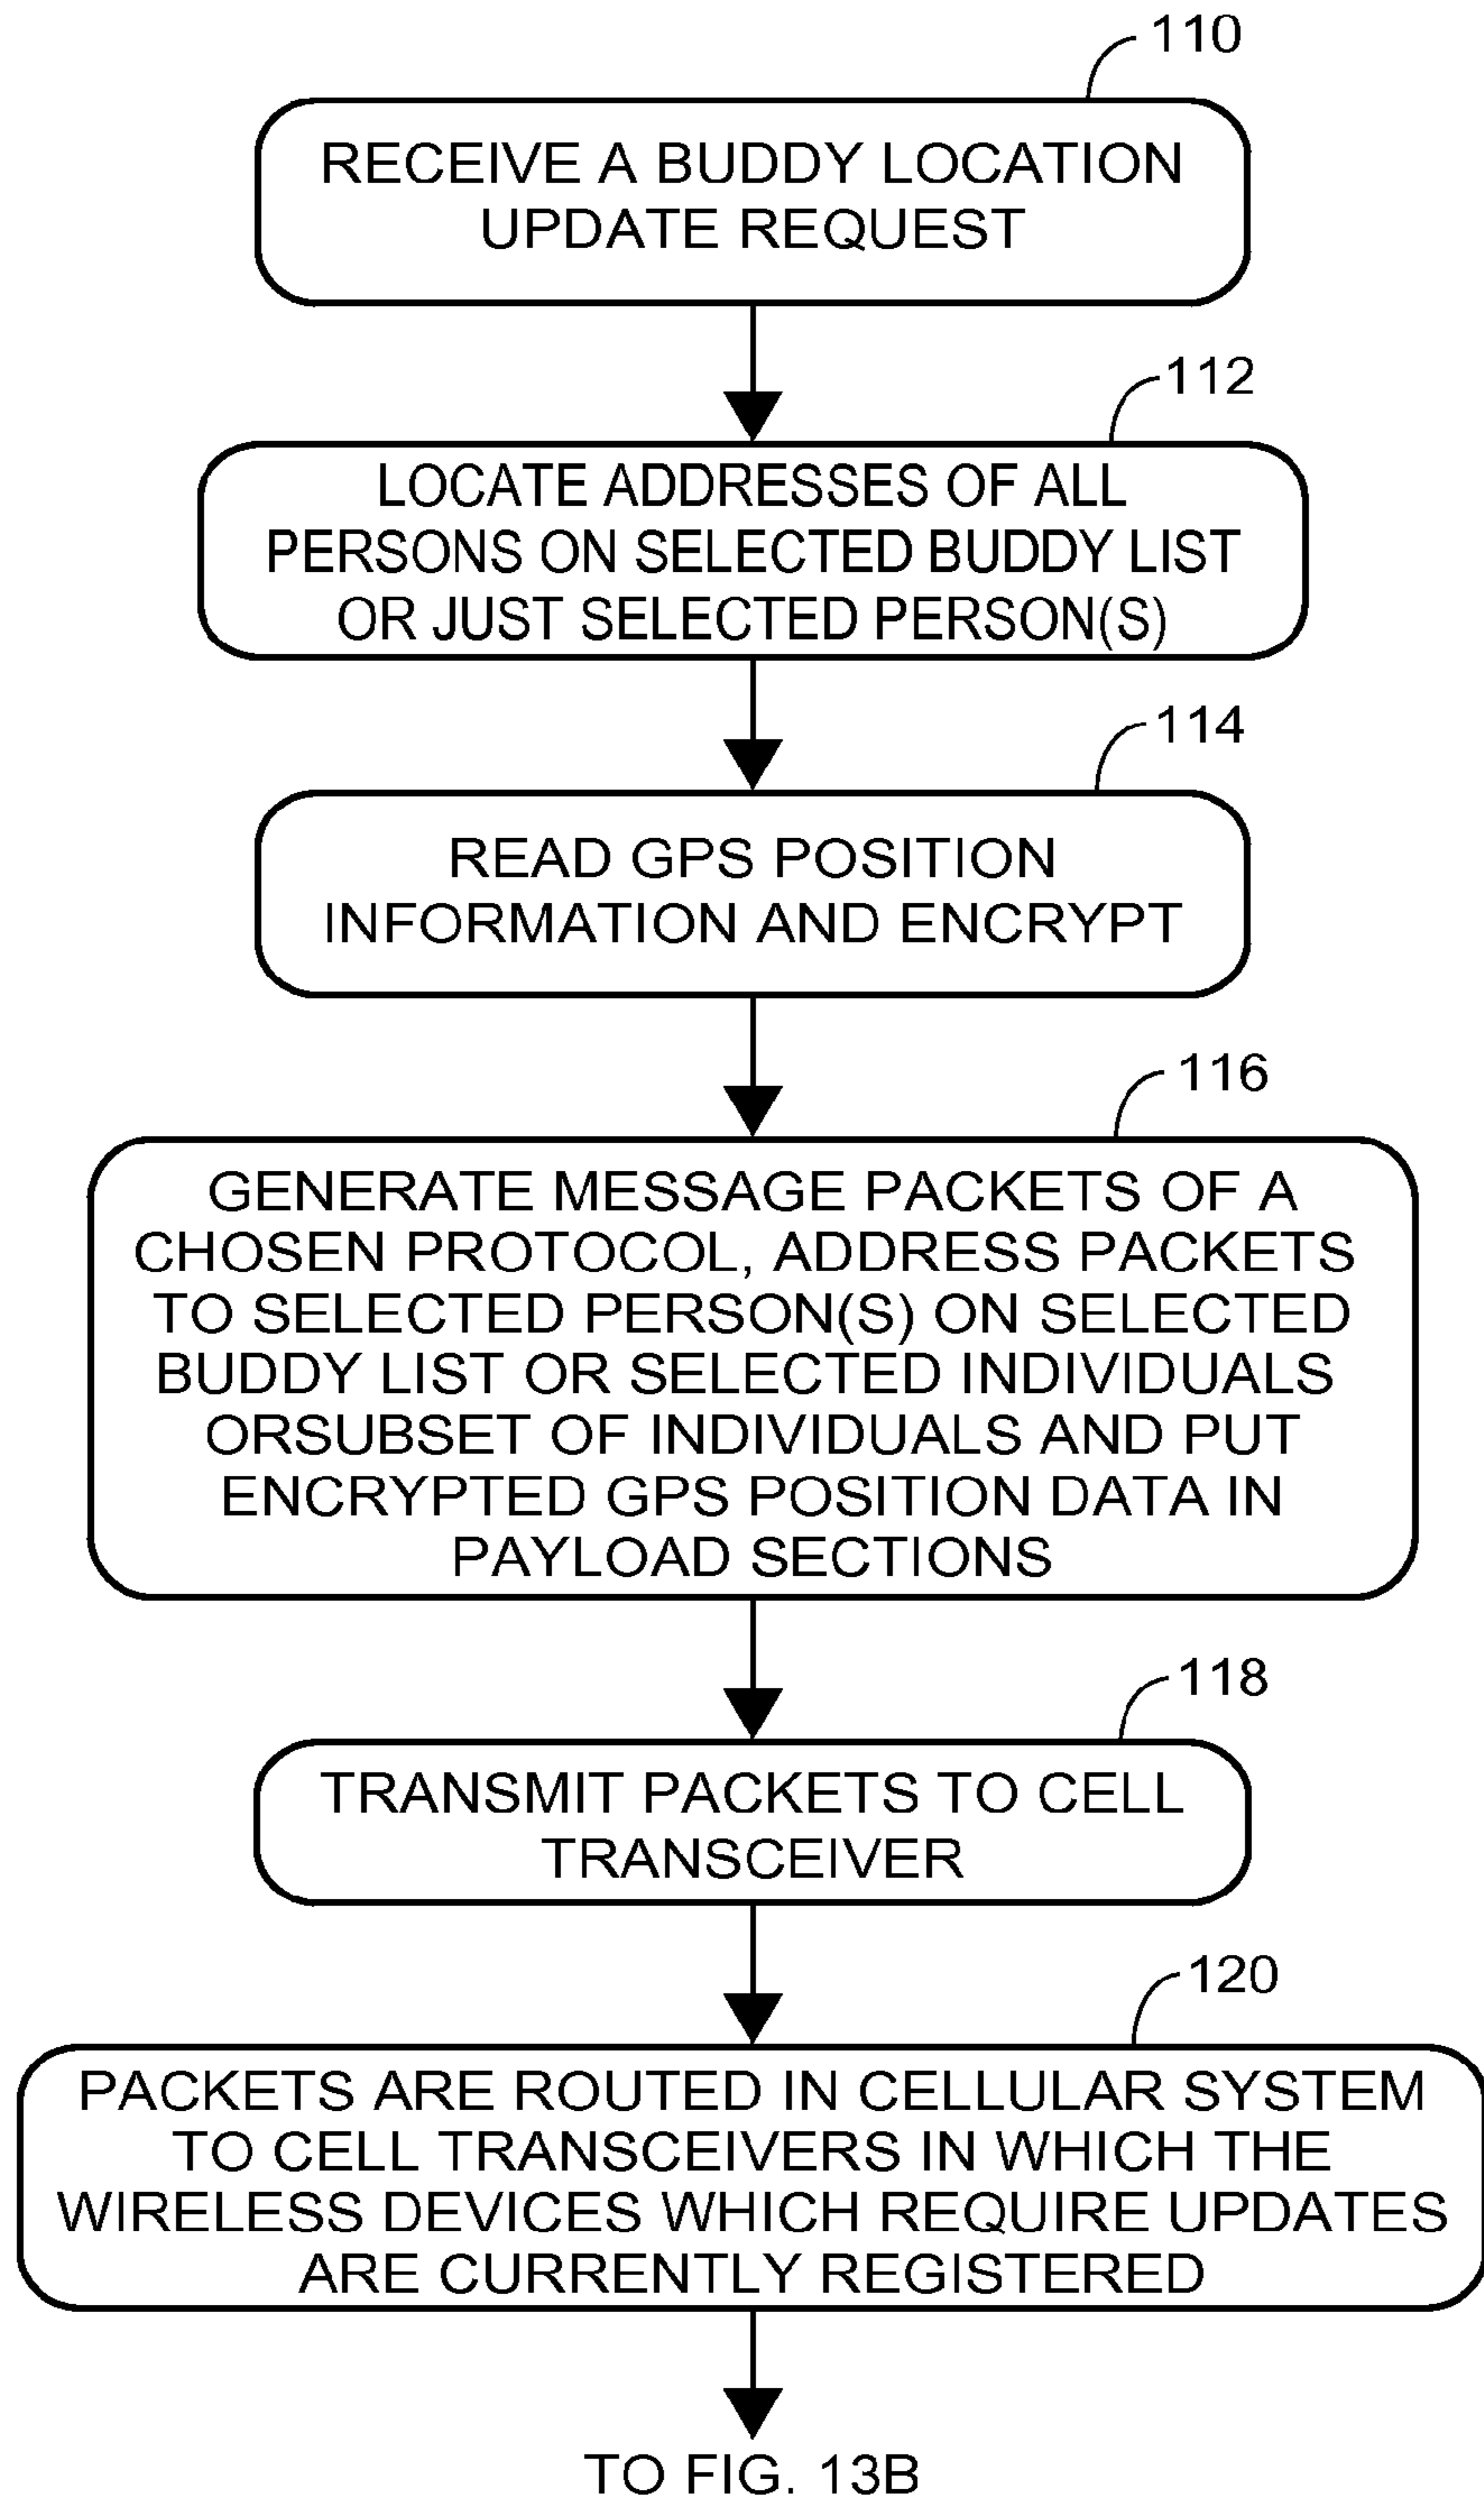 110
RECEIVE A BUDDY LOCATION
UPDATE REQUEST
112
LOCATE ADDRESSES OF ALL
PERSONS ON SELECTED BUDDY LIST
OR JUST SELECTED PERSON(S)
114
READ GPS POSITION
INFORMATION AND ENCRYPT
116
GENERATE MESSAGE PACKETS OF A
CHOSEN PROTOCOL, ADDRESS PACKETS
TO SELECTED PERSON(S) ON SELECTED
BUDDY LIST OR SELECTED INDIVIDUALS
ORSUBSET OF INDIVIDUALS AND PUT
ENCRYPTED GPS POSITION DATA IN
PAYLOAD SECTIONS
118
TRANSMIT PACKETS TO CELL
TRANSCEIVER
120
PACKETS ARE ROUTED IN CELLULAR SYSTEM
TO CELL TRANSCEIVERS IN WHICH THE
WIRELESS DEVICES WHICH REQUIRE UPDATES
ARE CURRENTLY REGISTERED
TO FIG. 13B